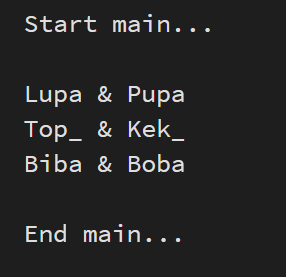 Start main...
Lupa & Pupa
Top_ & Kek_
Biba & Boba
End main...